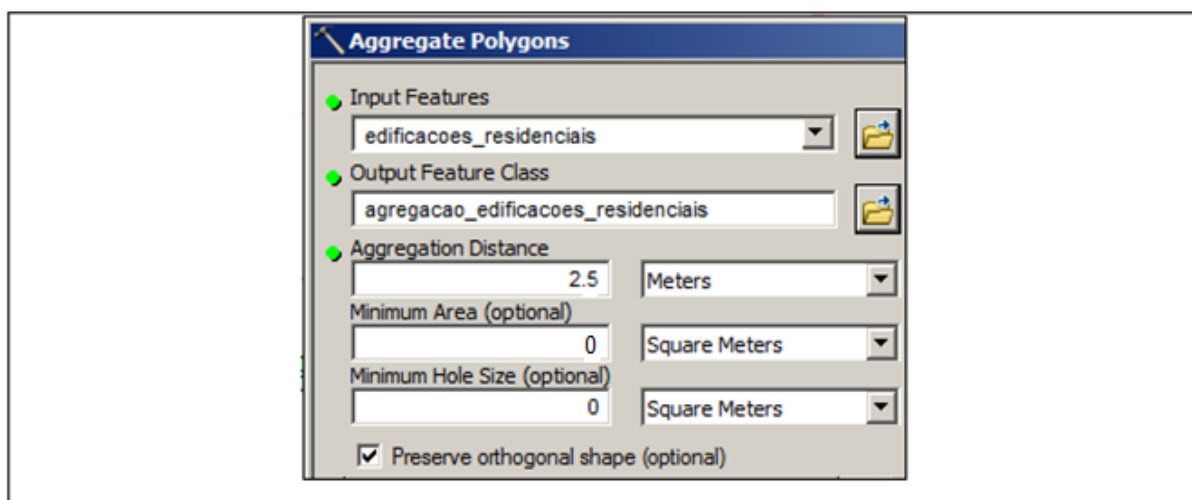 Aggregate Polygons
Input Features
edificacoes_residenciais
Output Feature Class
agregacao_edificacoes_residenciais
Aggregation Distance
2.5 Meters
Minimum Area (optional)
0 Square Meters
Minimum Hole Size (optional)
0 Square Meters
Preserve orthogonal shape (optional)